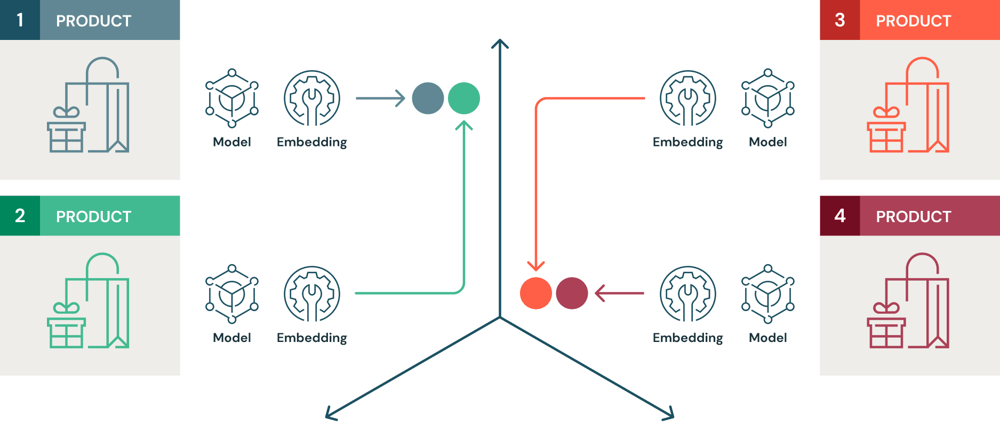 1 PRODUCT
Model Embedding
2 PRODUCT
Model Embedding
3 PRODUCT
Embedding Model
4 PRODUCT
Embedding Model